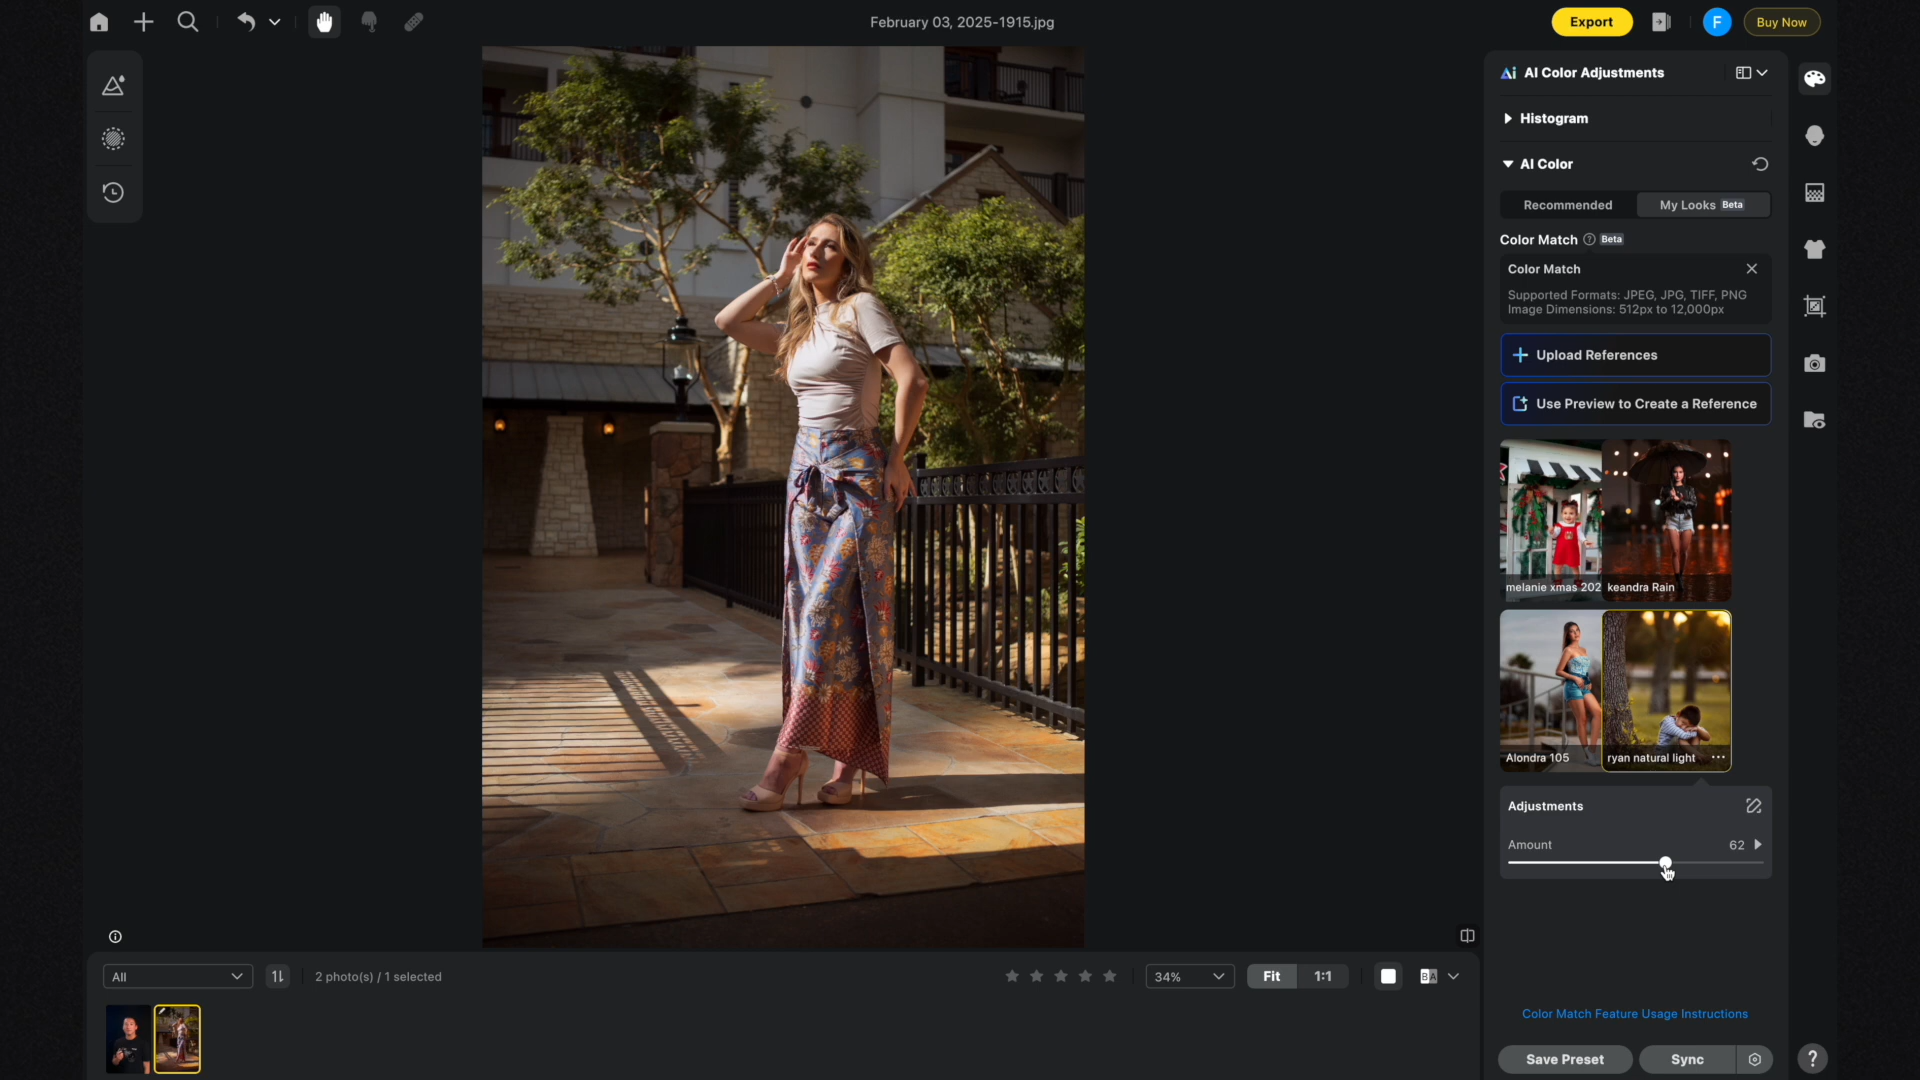 February 03, 2025-1915.jpg
Export
F
Buy Now
Ai AI Color Adjustments
Histogram
AI Color
Recommended
My Looks Beta
Color Match ? Beta
Color Match
Supported Formats: JPEG, JPG, TIFF, PNG
Image Dimensions: 512px to 12,000px
Upload References
Use Preview to Create a Reference
melanie xmas 202
keandra Rain
Alondra 105
ryan natural light ...
Adjustments
Amount 62
All
2 photo(s) / 1 selected
34%
Fit
1:1
B A
Color Match Feature Usage Instructions
Save Preset
Sync
?